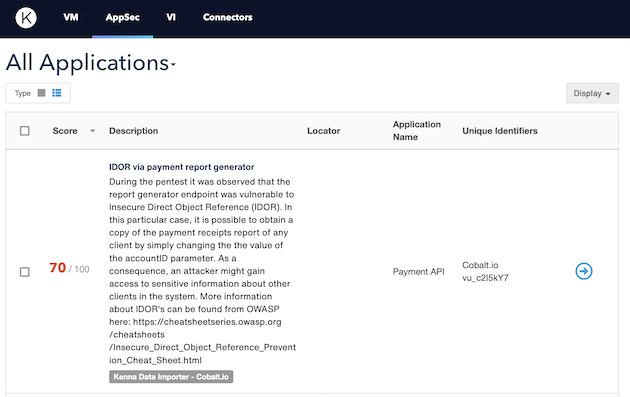 K
VM AppSec VI Connectors
All Applications
Type
Display
Score Description Locator Application Name Unique Identifiers
IDOR via payment report generator
During the pentest it was observed that the
report generator endpoint was vulnerable to
Insecure Direct Object Reference (IDOR). In
this particular case, it is possible to obtain a
copy of the payment receipts report of any
client by simply changing the the value of
the accountID parameter. As a
consequence, an attacker might gain
access to sensitive information about other
clients in the system. More information
about IDOR's can be found from OWASP
here: https://cheatsheetseries.owasp.org
/cheatsheets
/Insecure_Direct_Object_Reference_Prevent
ion_Cheat_Sheet.html
Kenna Data Importer - Cobalt.io
70 / 100
Payment API
Cobalt.io
vu_c2I5kY7